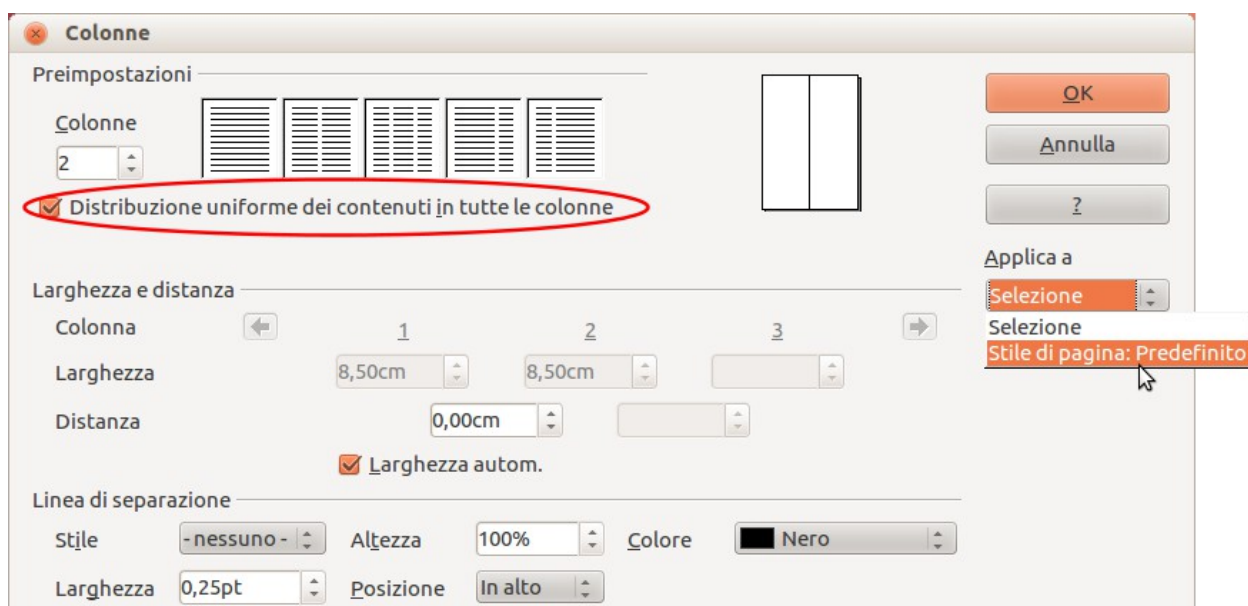 Colonne
Preimpostazioni
Colonne
2
Distribuzione uniforme dei contenuti in tutte le colonne
OK
Annulla
?
Applica a
Selezione
Selezione
Stile di pagina: Predefinito
Larghezza e distanza
Colonna 1 2 3
Larghezza 8,50cm 8,50cm
Distanza 0,00cm
Larghezza autom.
Linea di separazione
Stile - nessuno - Altezza 100% Colore Nero
Larghezza 0,25pt Posizione In alto